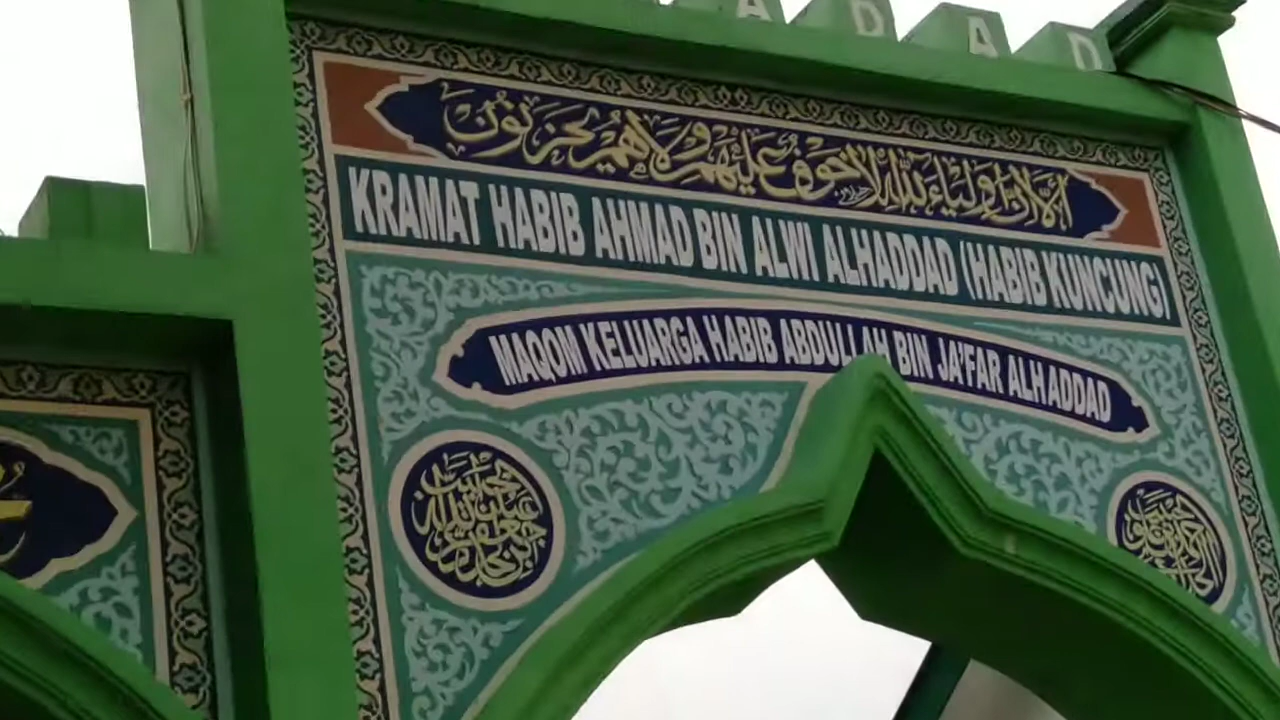 ADAD
ألا إن أولياء الله لا خوف عليهم ولا هم يحزنون
KRAMAT HABIB AHMAD BIN ALWI ALHADDAD (HABIB KUNCUNG)
MAQOM KELUARGA HABIB ABDULLAH BIN JA'FAR ALHADDAD